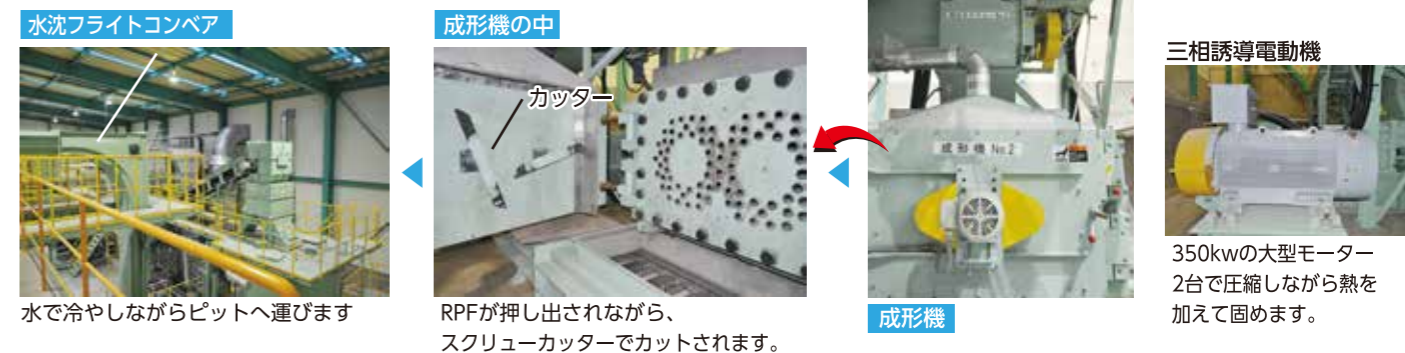 水沈フライトコンベア
水で冷やしながらピットへ運びます
成形機の中
カッター
RPFが押し出されながら、
スクリューカッターでカットされます。
成形機 No.2
成形機
三相誘導電動機
350kwの大型モーター
2台で圧縮しながら熱を
加えて固めます。